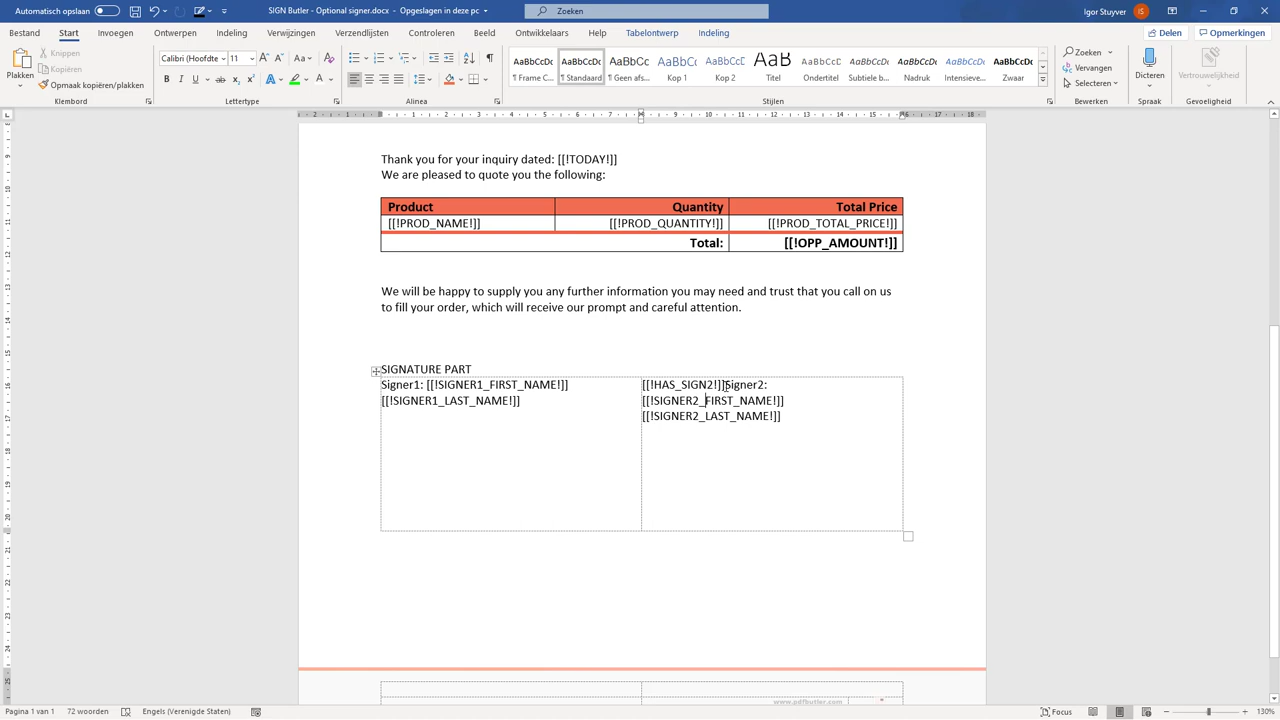 Automatisch opslaan
SIGN Butler - Optional signer.docx - Opgeslagen in deze pc
Zoeken
Igor Stuyver
IS
Bestand Start Invoegen Ontwerpen Indeling Verwijzingen Verzendlijsten Controleren Beeld Ontwikkelaars Help Tabelontwerp Indeling
Delen
Opmerkingen
Plakken
Knippen
Kopiëren
Opmaak kopiëren/plakken
Klembord
Calibri (Hoofdte
11
Lettertype
Alinea
AaBbCcDc
¶ Frame C...
AaBbCcDc
¶ Standaard
AaBbCcDc
¶ Geen afs...
AaBbC
Kop 1
AaBbCc
Kop 2
AaB
Titel
AaBbCcD
Ondertitel
AaBbCcDc
Subtiele b...
AaBbCcDc
Nadruk
AaBbCcDc
Intensieve...
AaBbCcDc
Zwaar
Stijlen
Zoeken
Vervangen
Selecteren
Bewerken
Dicteren
Spraak
Vertrouwelijkheid
Gevoeligheid
Thank you for your inquiry dated: [[!TODAY!]]
We are pleased to quote you the following:
Product Quantity Total Price
[[!PROD_NAME!]] [[!PROD_QUANTITY!]] [[!PROD_TOTAL_PRICE!]]
Total: [[!OPP_AMOUNT!]]
We will be happy to supply you any further information you may need and trust that you call on us
to fill your order, which will receive our prompt and careful attention.
SIGNATURE PART
Signer1: [[!SIGNER1_FIRST_NAME!]]
[[!SIGNER1_LAST_NAME!]]
[[!HAS_SIGN2!]]Signer2:
[[!SIGNER2_FIRST_NAME!]]
[[!SIGNER2_LAST_NAME!]]
www.pdfbutler.com
Pagina 1 van 1
72 woorden
Engels (Verenigde Staten)
Focus
130%